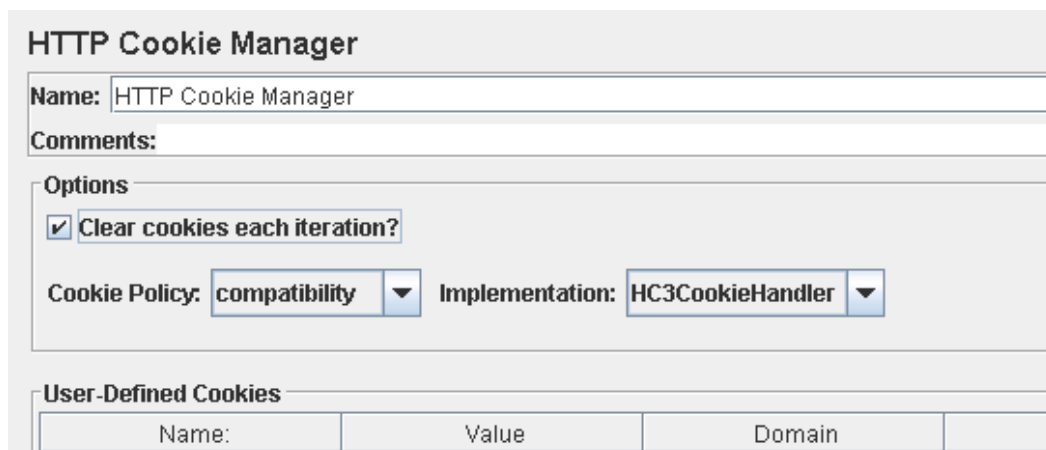 HTTP Cookie Manager
Name: HTTP Cookie Manager
Comments:
Options
Clear cookies each iteration?
Cookie Policy: compatibility Implementation: HC3CookieHandler
User-Defined Cookies
Name: Value Domain